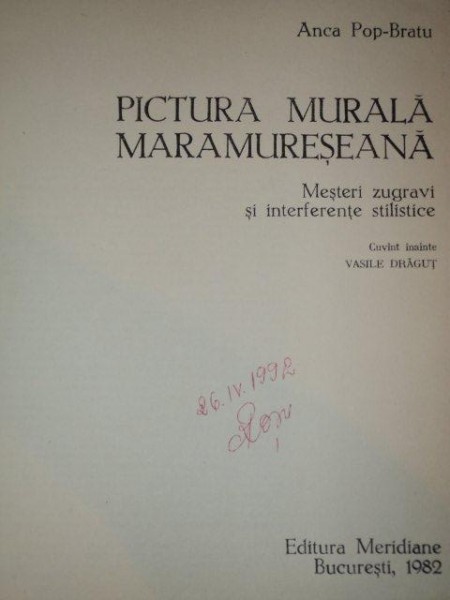 Anca Pop-Bratu
PICTURA MURALĂ
MARAMUREȘEANĂ
Meșteri zugravi
și interferențe stilistice
Cuvînt înainte
VASILE DRĂGUȚ
26.IV.1992
Editura Meridiane
București, 1982